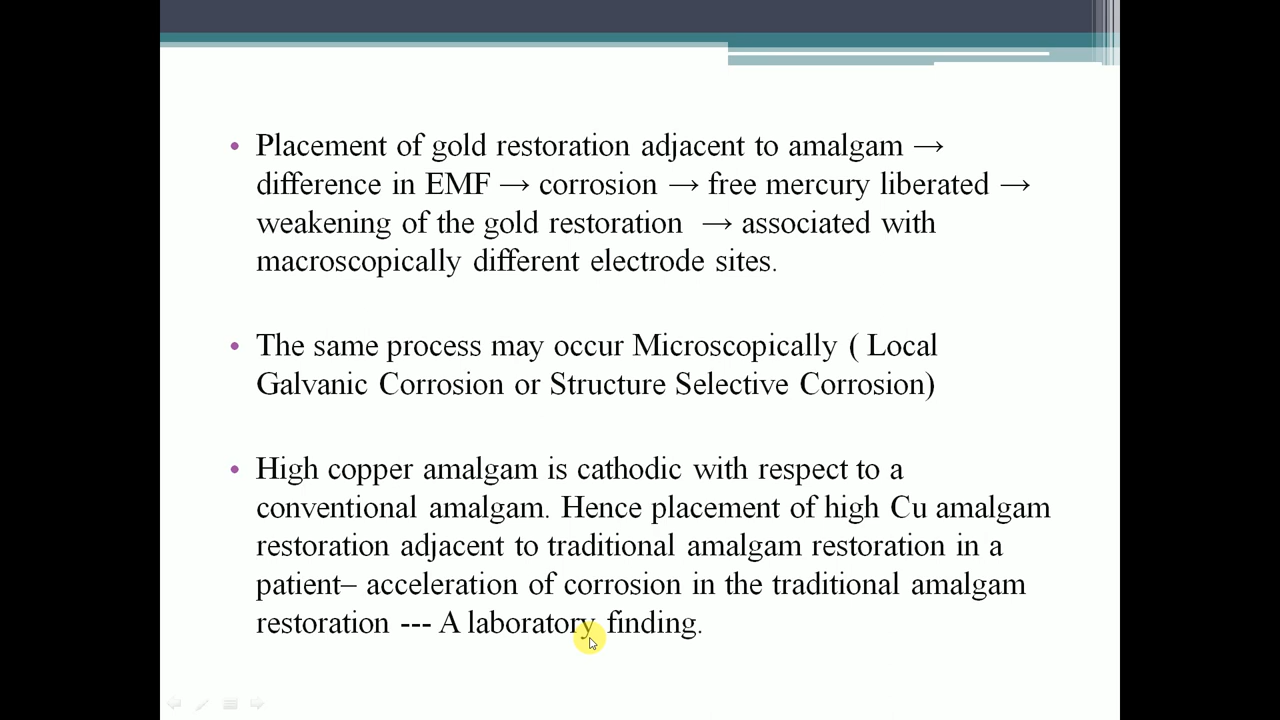 • Placement of gold restoration adjacent to amalgam →
difference in EMF → corrosion → free mercury liberated →
weakening of the gold restoration → associated with
macroscopically different electrode sites.
• The same process may occur Microscopically ( Local
Galvanic Corrosion or Structure Selective Corrosion)
• High copper amalgam is cathodic with respect to a
conventional amalgam. Hence placement of high Cu amalgam
restoration adjacent to traditional amalgam restoration in a
patient– acceleration of corrosion in the traditional amalgam
restoration --- A laboratory finding.